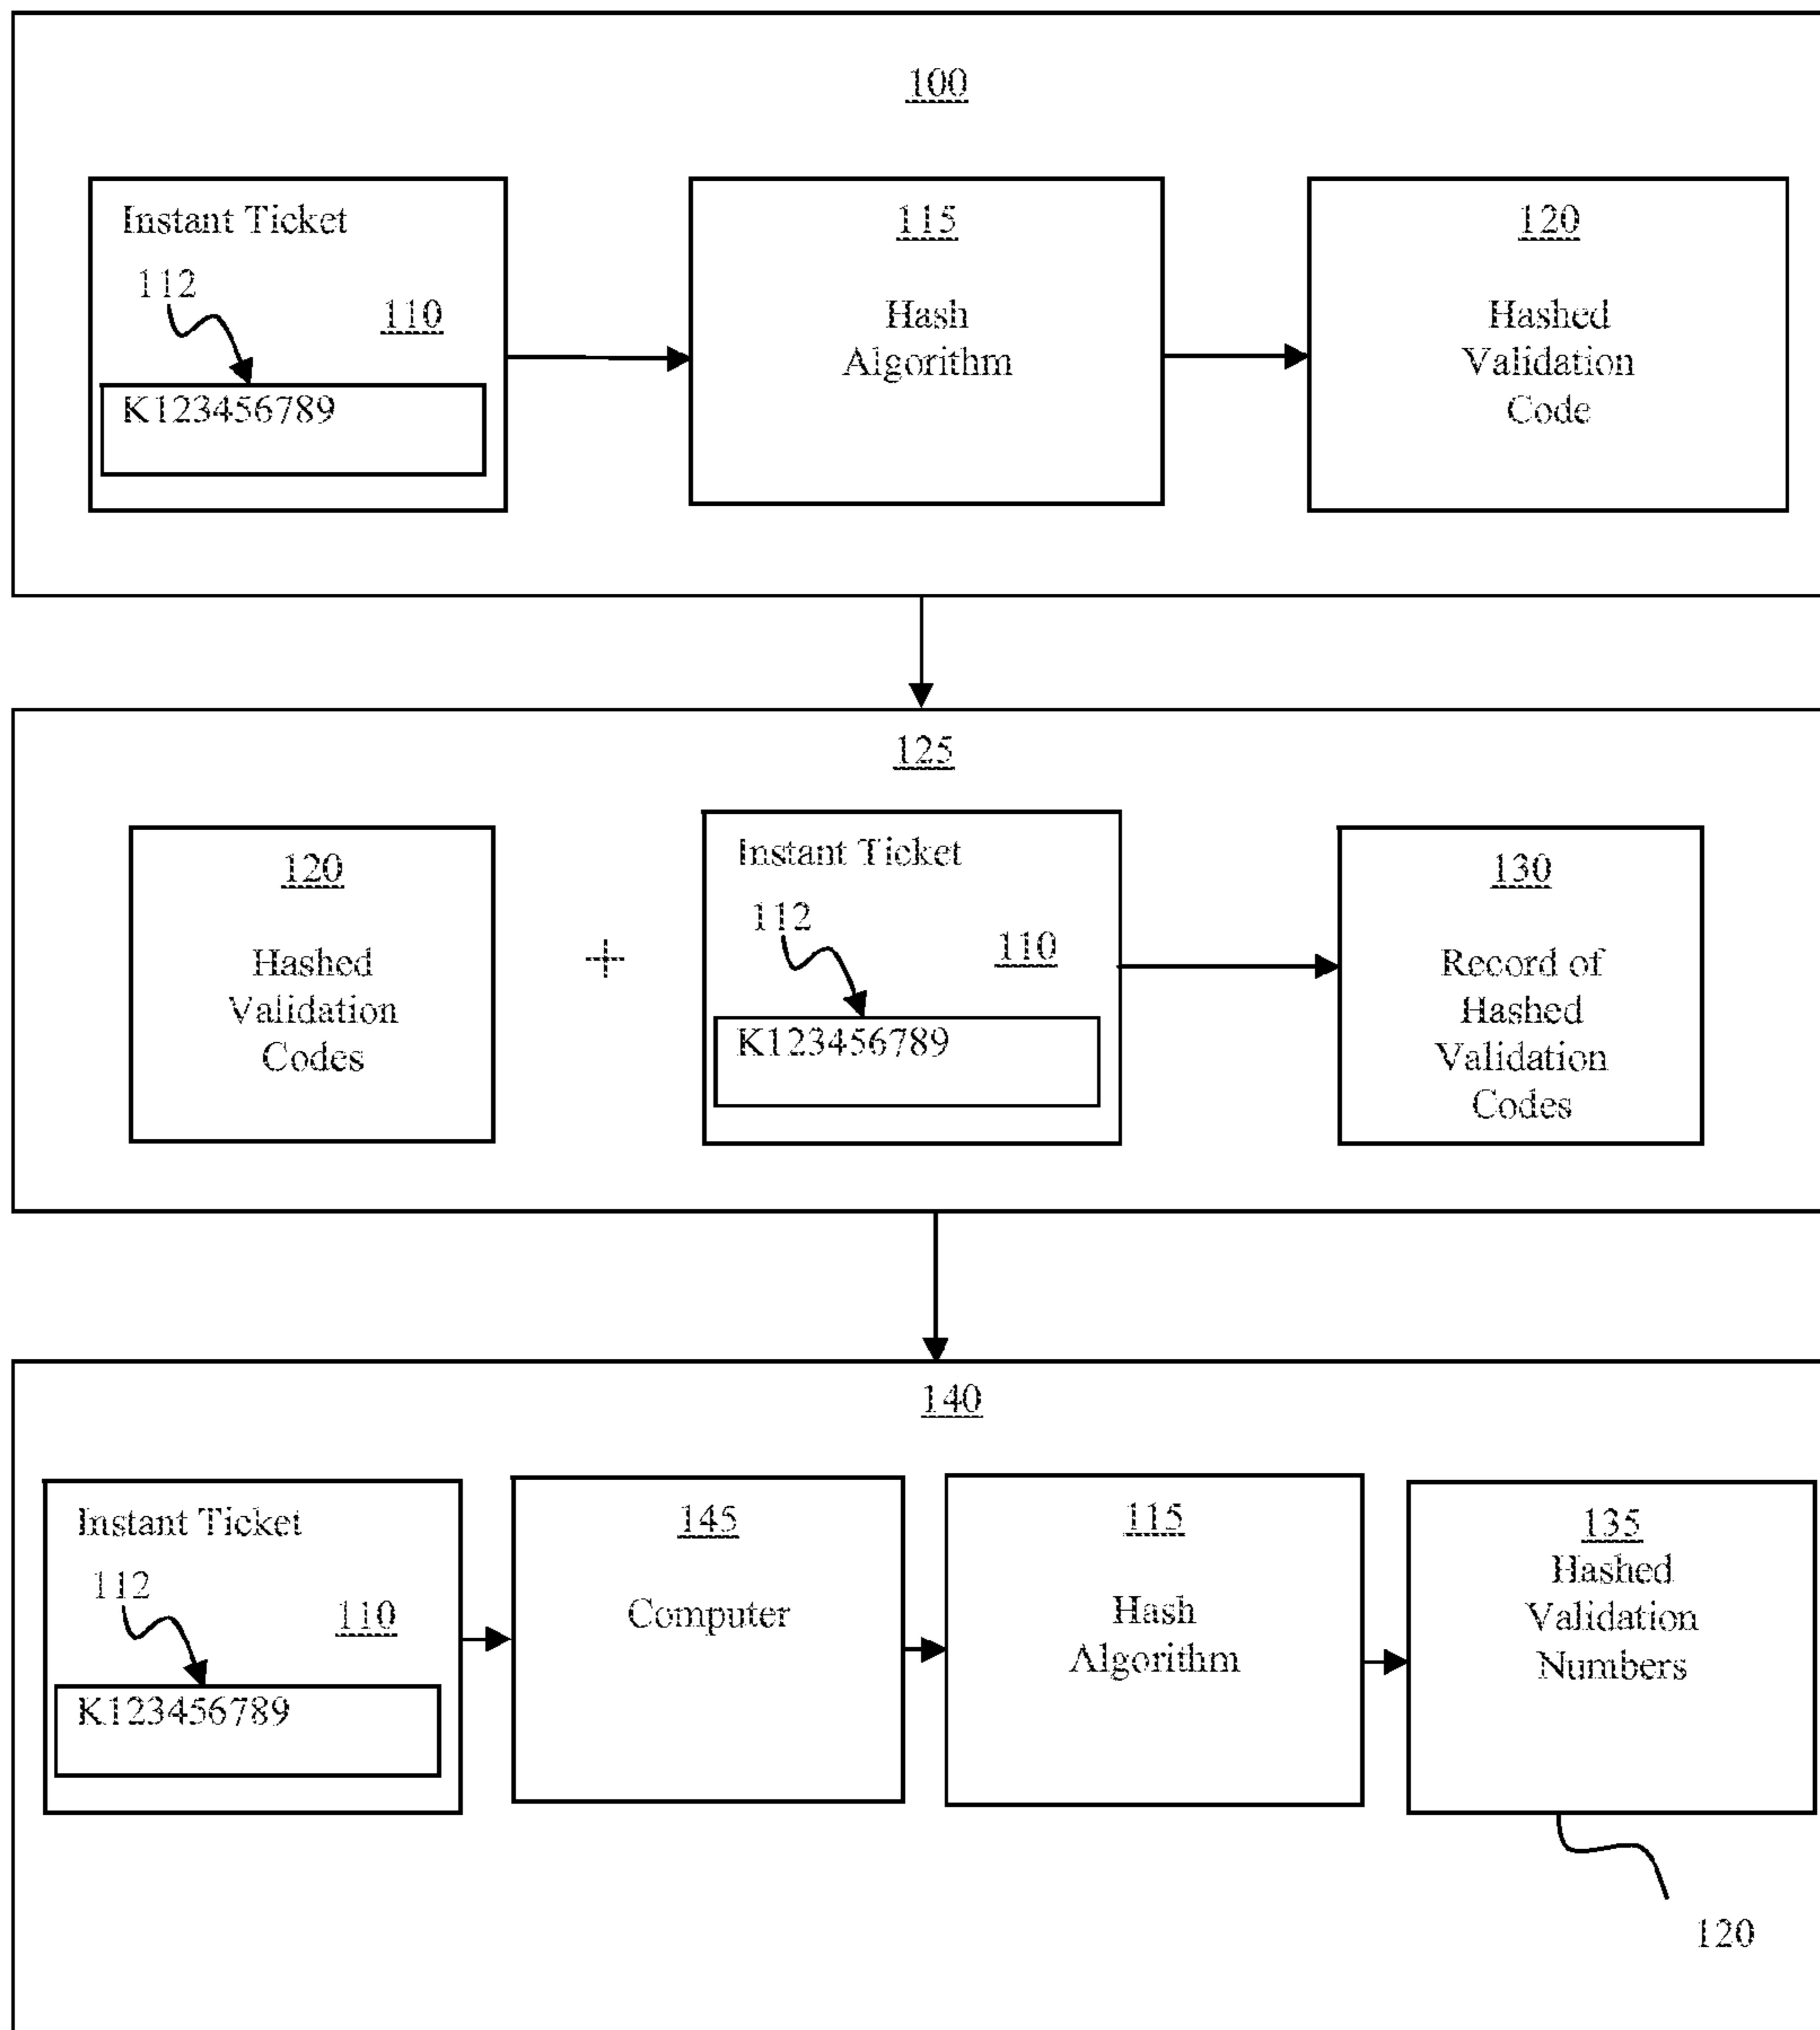 100
Instant Ticket
112
110
K123456789
115
Hash
Algorithm
120
Hashed
Validation
Code
125
120
Hashed
Validation
Codes
+
Instant Ticket
112
110
K123456789
130
Record of
Hashed
Validation
Codes
140
Instant Ticket
112
110
K123456789
145
Computer
115
Hash
Algorithm
135
Hashed
Validation
Numbers
120